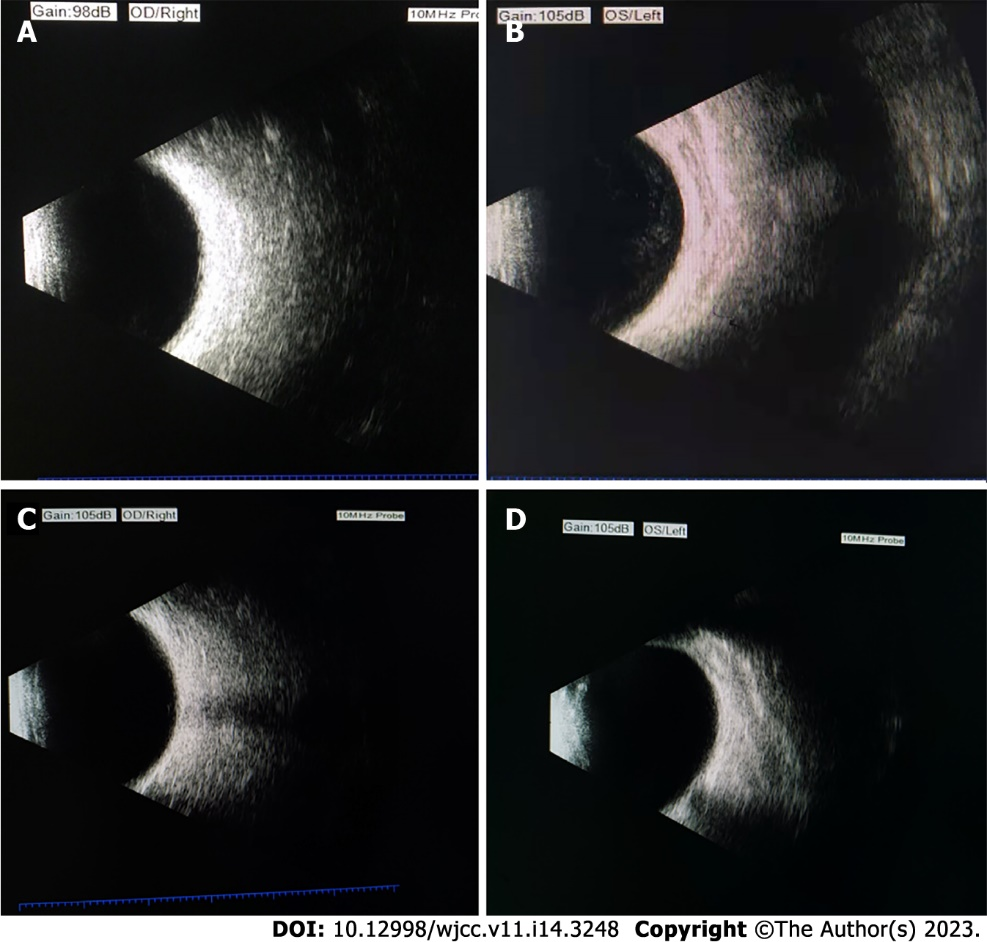 Gain:98dB OD/Right 10MHz Pro
A
Gain:105dB OS/Left
B
C Gain:105dB OD/Right 10MHz Probe
D Gain:105dB OS/Left 10MHz Probe
DOI: 10.12998/wjcc.v11.i14.3248 Copyright ©The Author(s) 2023.